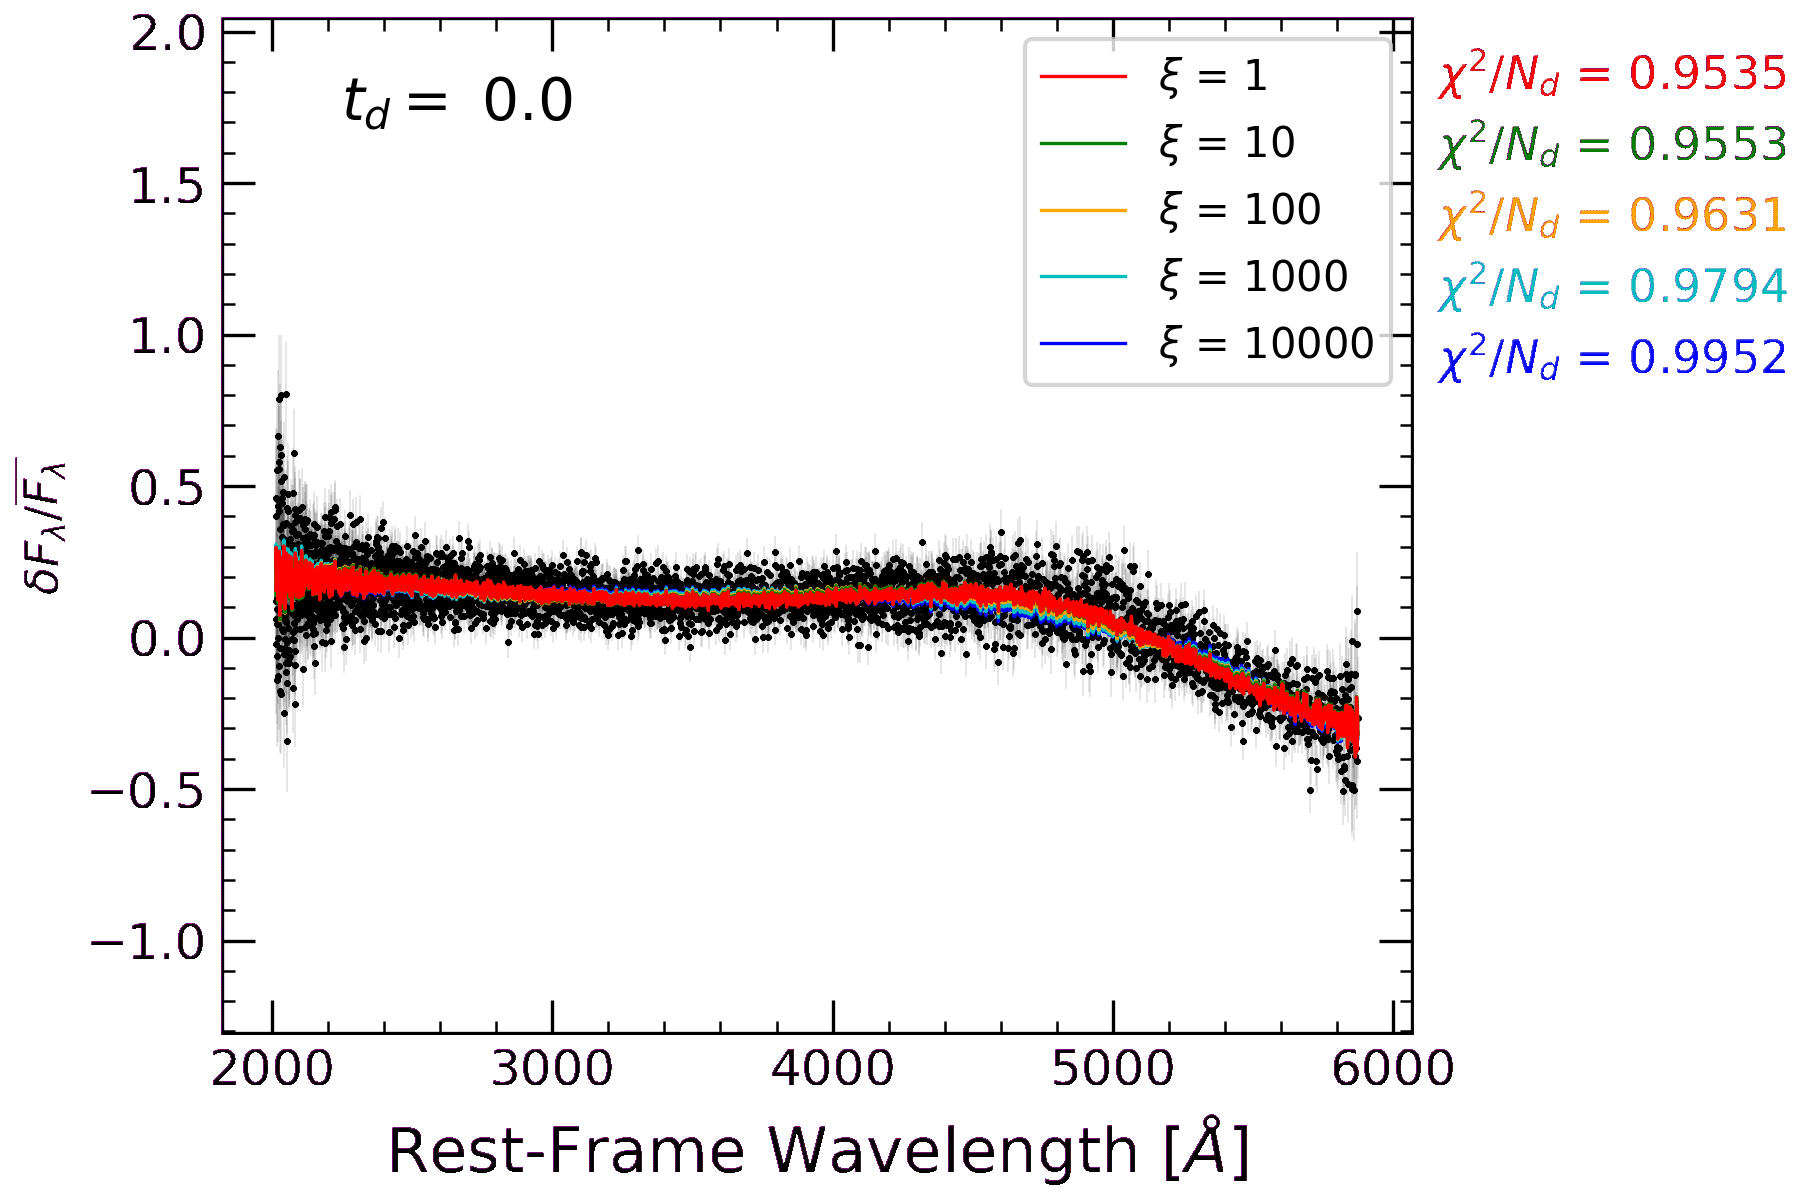 2.0
1.5
1.0
0.5
0.0
−0.5
−1.0
δF_λ/F̅_λ
t_d = 0.0
ξ = 1
ξ = 10
ξ = 100
ξ = 1000
ξ = 10000
χ²/N_d = 0.9535
χ²/N_d = 0.9553
χ²/N_d = 0.9631
χ²/N_d = 0.9794
χ²/N_d = 0.9952
2000 3000 4000 5000 6000
Rest-Frame Wavelength [Å]